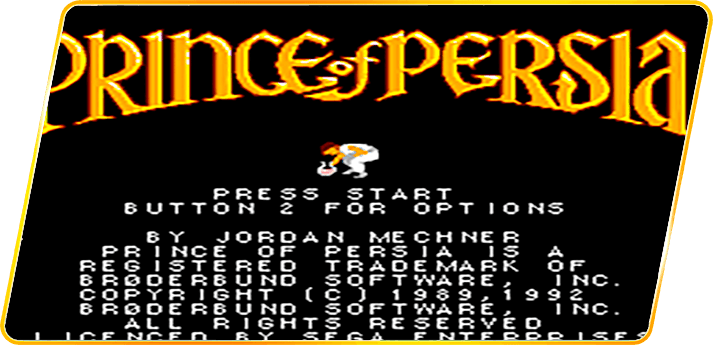 PRINCE of PERSIA
PRESS START
BUTTON 2 FOR OPTIONS
BY JORDAN MECHNER
PRINCE OF PERSIA IS A
REGISTERED TRADEMARK OF
BRØDERBUND SOFTWARE, INC.
COPYRIGHT (C) 1989,1992
BRØDERBUND SOFTWARE, INC.
ALL RIGHTS RESERVED
LICENCED BY SEGA ENTERPRISES